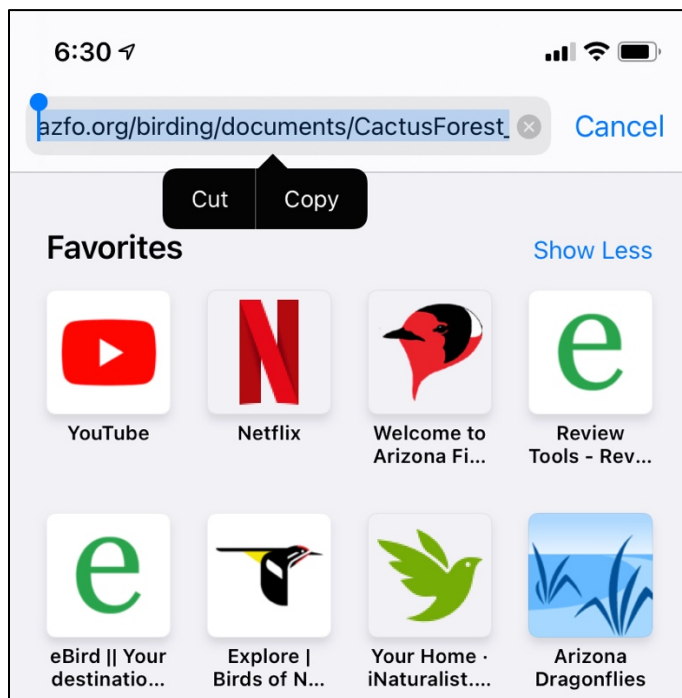 6:30
azfo.org/birding/documents/CactusForest_
Cancel
Cut
Copy
Favorites
Show Less
YouTube
Netflix
Welcome to
Arizona Fi...
Review
Tools - Rev...
eBird || Your
destinatio...
Explore |
Birds of N...
Your Home ·
iNaturalist....
Arizona
Dragonflies